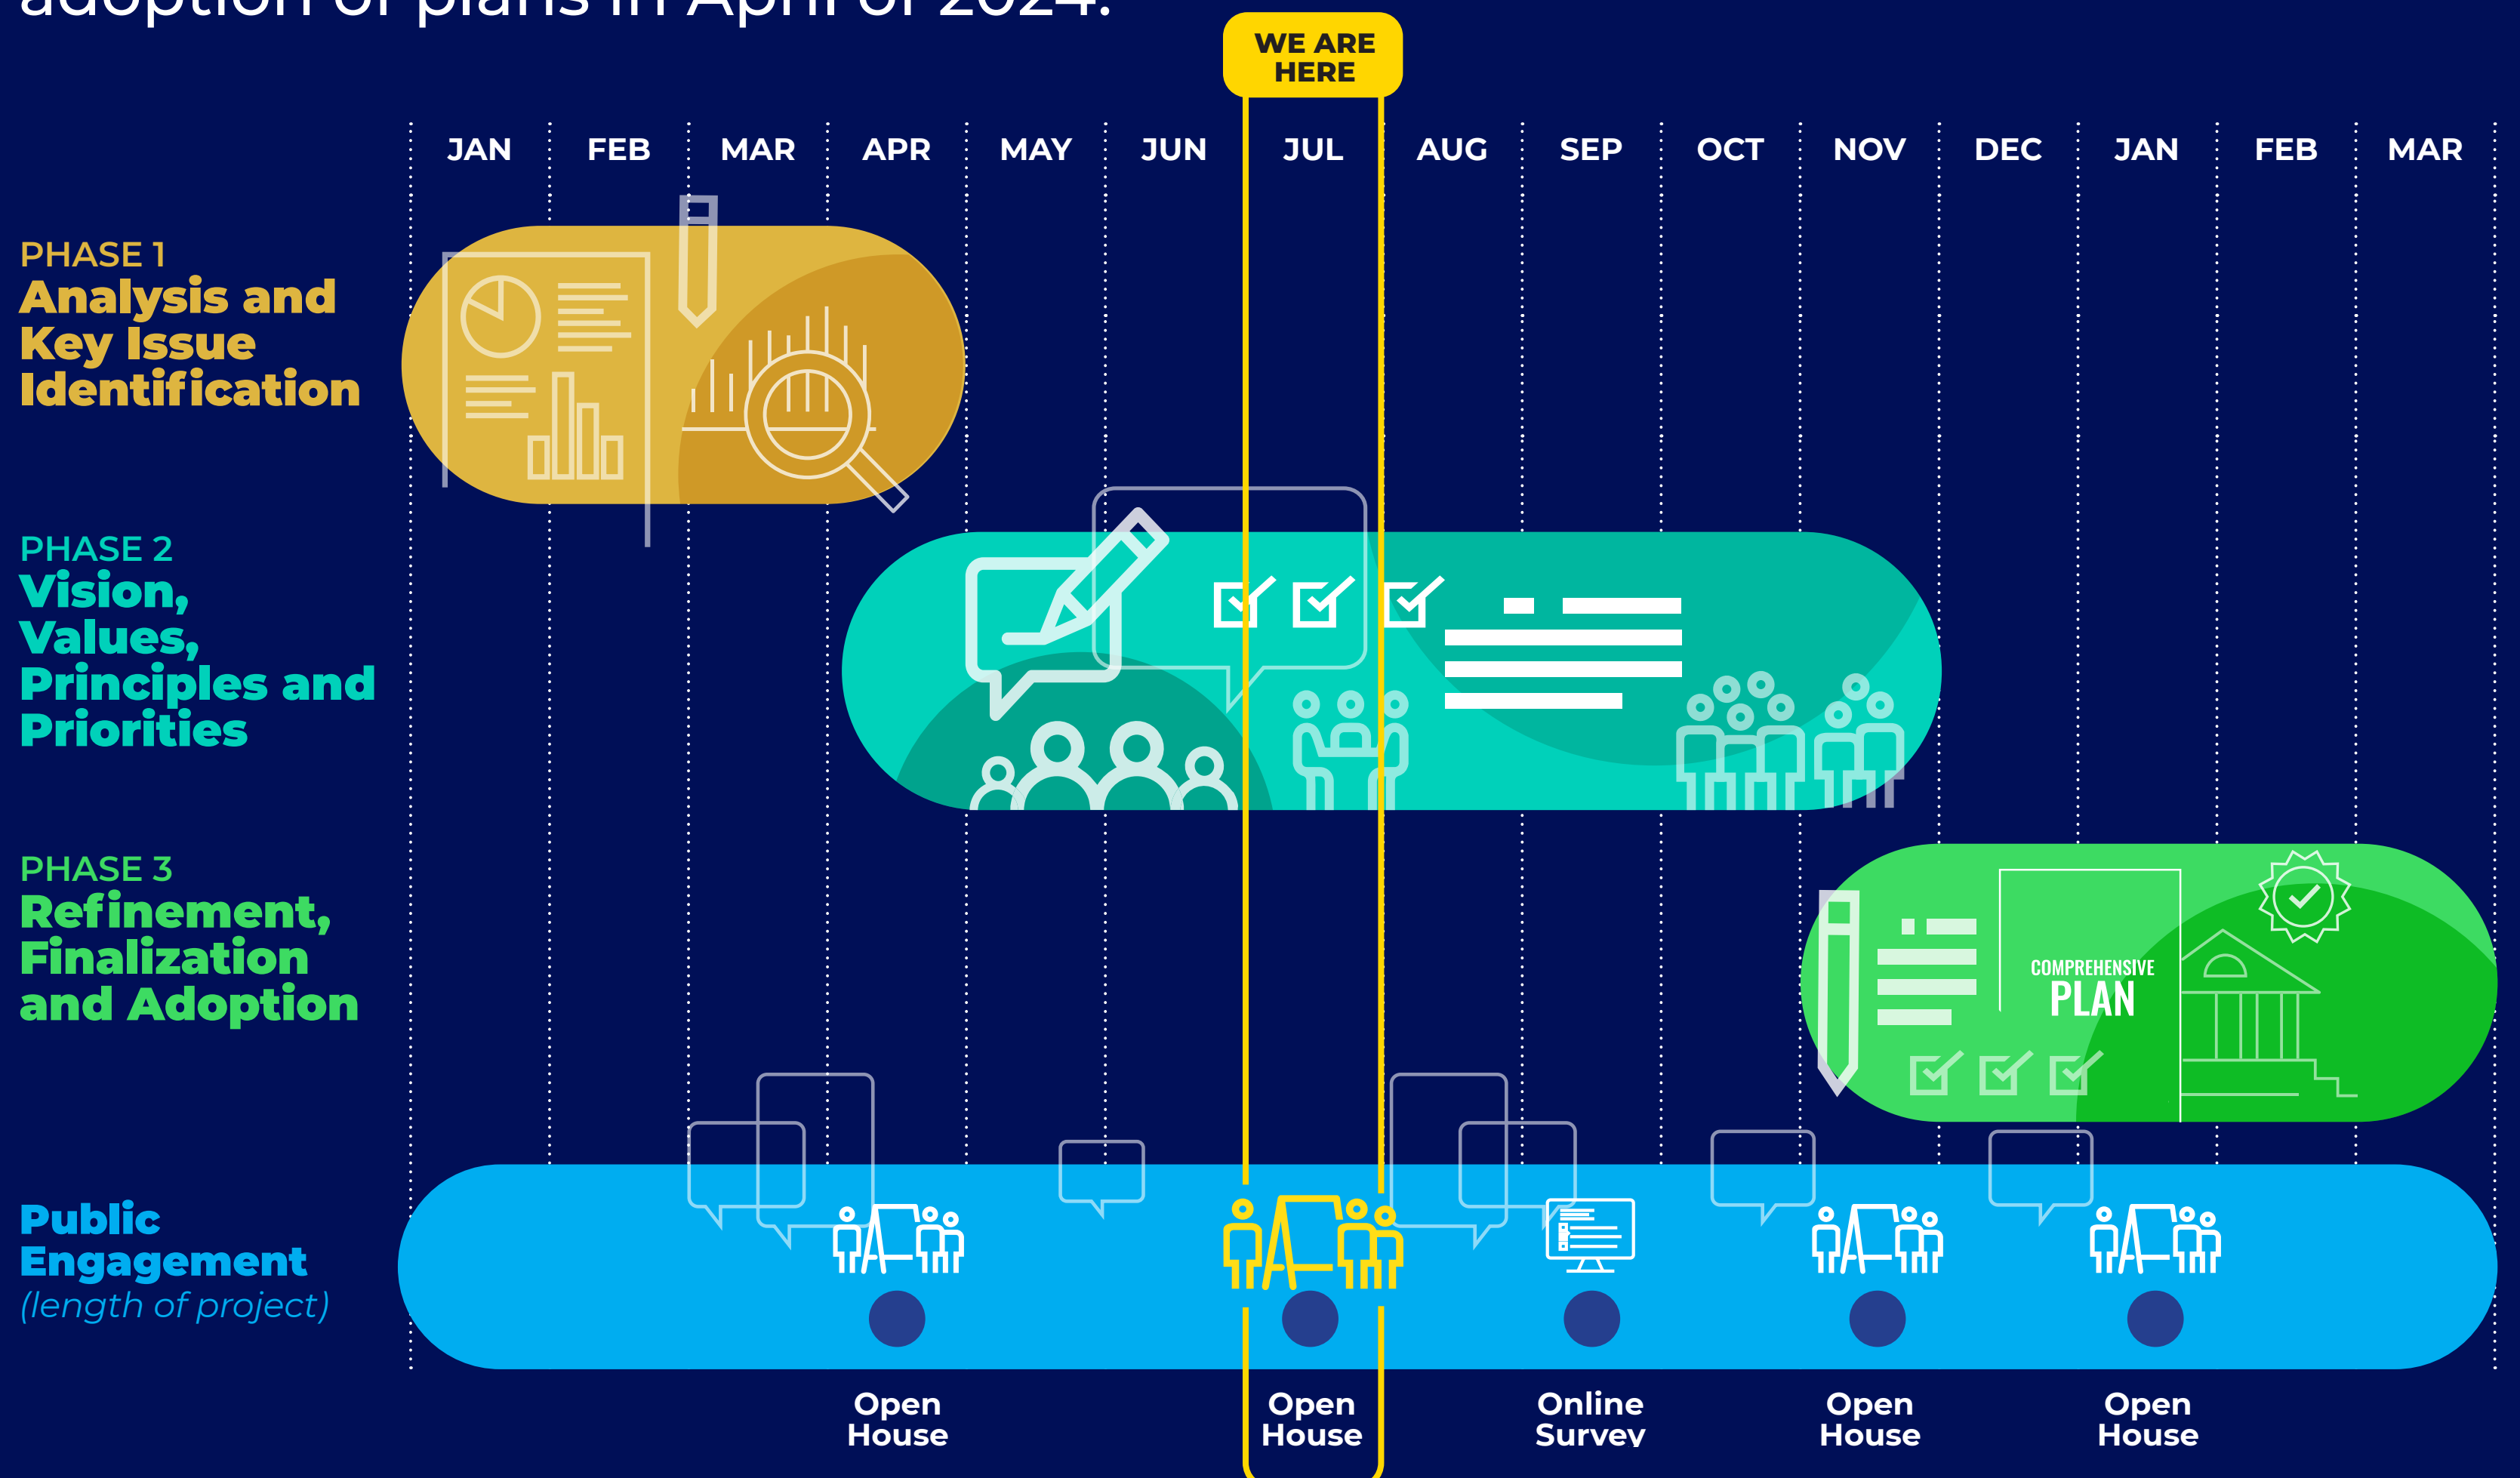 adoption of plans in April of 2024.
WE ARE
HERE
JAN FEB MAR APR MAY JUN JUL AUG SEP OCT NOV DEC JAN FEB MAR
PHASE 1
Analysis and
Key Issue
Identification
PHASE 2
Vision,
Values,
Principles and
Priorities
PHASE 3
Refinement,
Finalization
and Adoption
COMPREHENSIVE
PLAN
Public
Engagement
(length of project)
Open
House
Open
House
Online
Survey
Open
House
Open
House